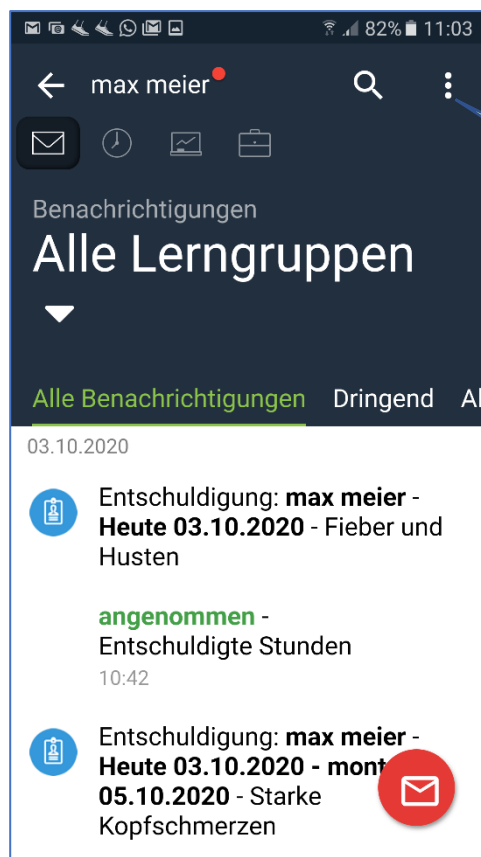 82% 11:03
max meier
Benachrichtigungen
Alle Lerngruppen
Alle Benachrichtigungen Dringend
03.10.2020
Entschuldigung: max meier -
Heute 03.10.2020 - Fieber und
Husten
angenommen -
Entschuldigte Stunden
10:42
Entschuldigung: max meier -
Heute 03.10.2020 - mont
05.10.2020 - Starke
Kopfschmerzen